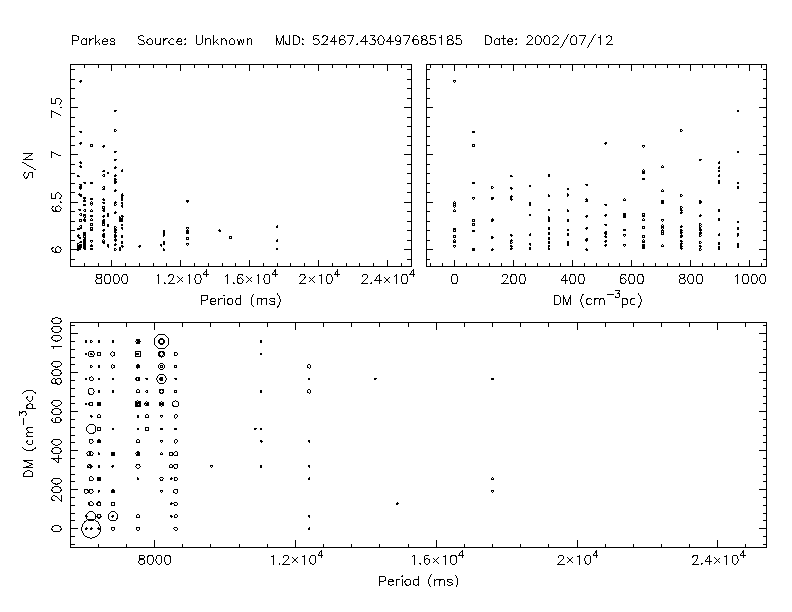 Parkes Source: Unknown MJD: 52467.430497685185 Date: 2002/07/12
S/N
7.5
7
6.5
6
8000 1.2×10⁴ 1.6×10⁴ 2×10⁴ 2.4×10⁴
Period (ms)
0 200 400 600 800 1000
DM (cm⁻³pc)
DM (cm⁻³pc)
1000
800
600
400
200
0
8000 1.2×10⁴ 1.6×10⁴ 2×10⁴ 2.4×10⁴
Period (ms)